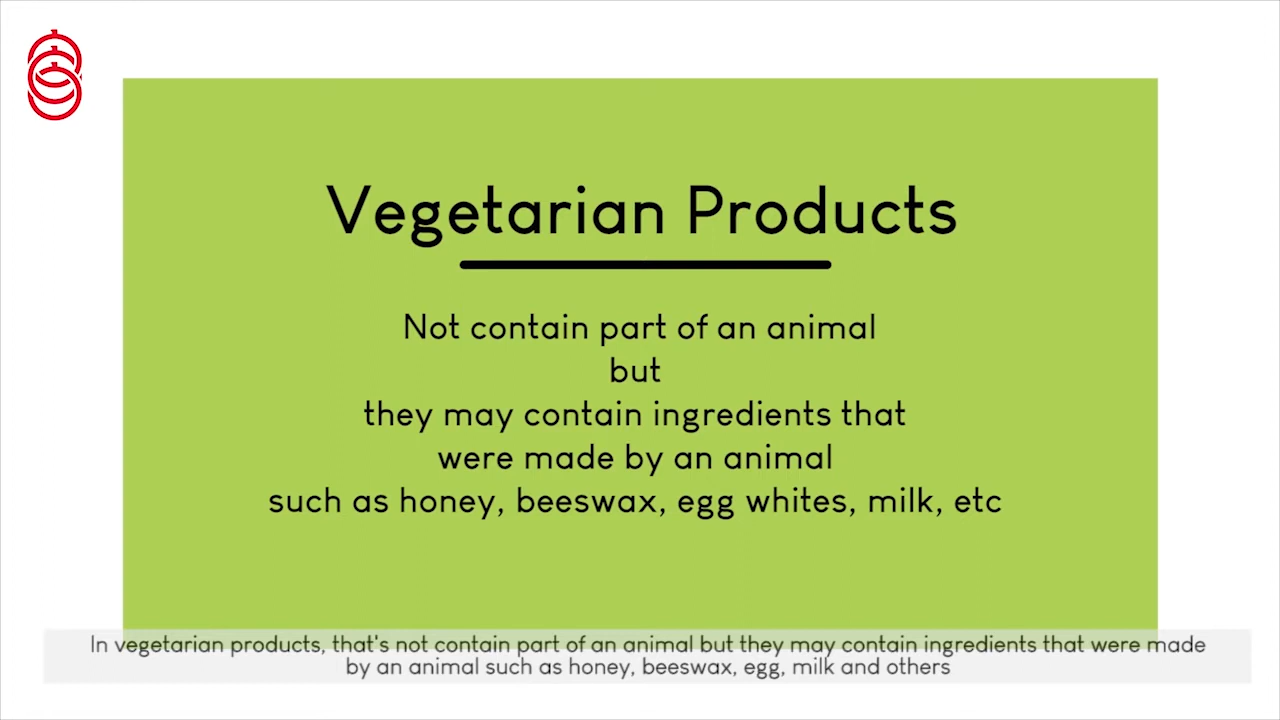 Vegetarian Products
Not contain part of an animal
but
they may contain ingredients that
were made by an animal
such as honey, beeswax, egg whites, milk, etc
In vegetarian products, that's not contain part of an animal but they may contain ingredients that were made
by an animal such as honey, beeswax, egg, milk and others